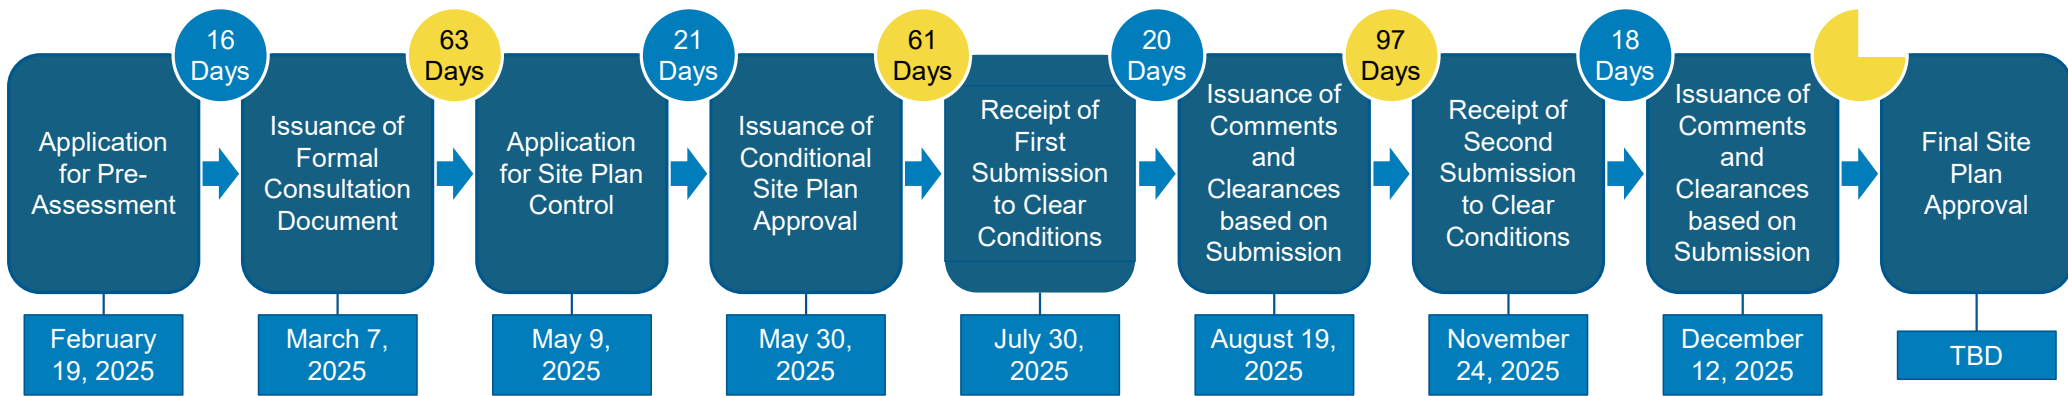 16
Days
63
Days
21
Days
61
Days
20
Days
97
Days
18
Days
Application
for Pre-
Assessment
Issuance of
Formal
Consultation
Document
Application
for Site Plan
Control
Issuance of
Conditional
Site Plan
Approval
Receipt of
First
Submission
to Clear
Conditions
Issuance of
Comments
and
Clearances
based on
Submission
Receipt of
Second
Submission
to Clear
Conditions
Issuance of
Comments
and
Clearances
based on
Submission
Final Site
Plan
Approval
February
19, 2025
March 7,
2025
May 9,
2025
May 30,
2025
July 30,
2025
August 19,
2025
November
24, 2025
December
12, 2025
TBD